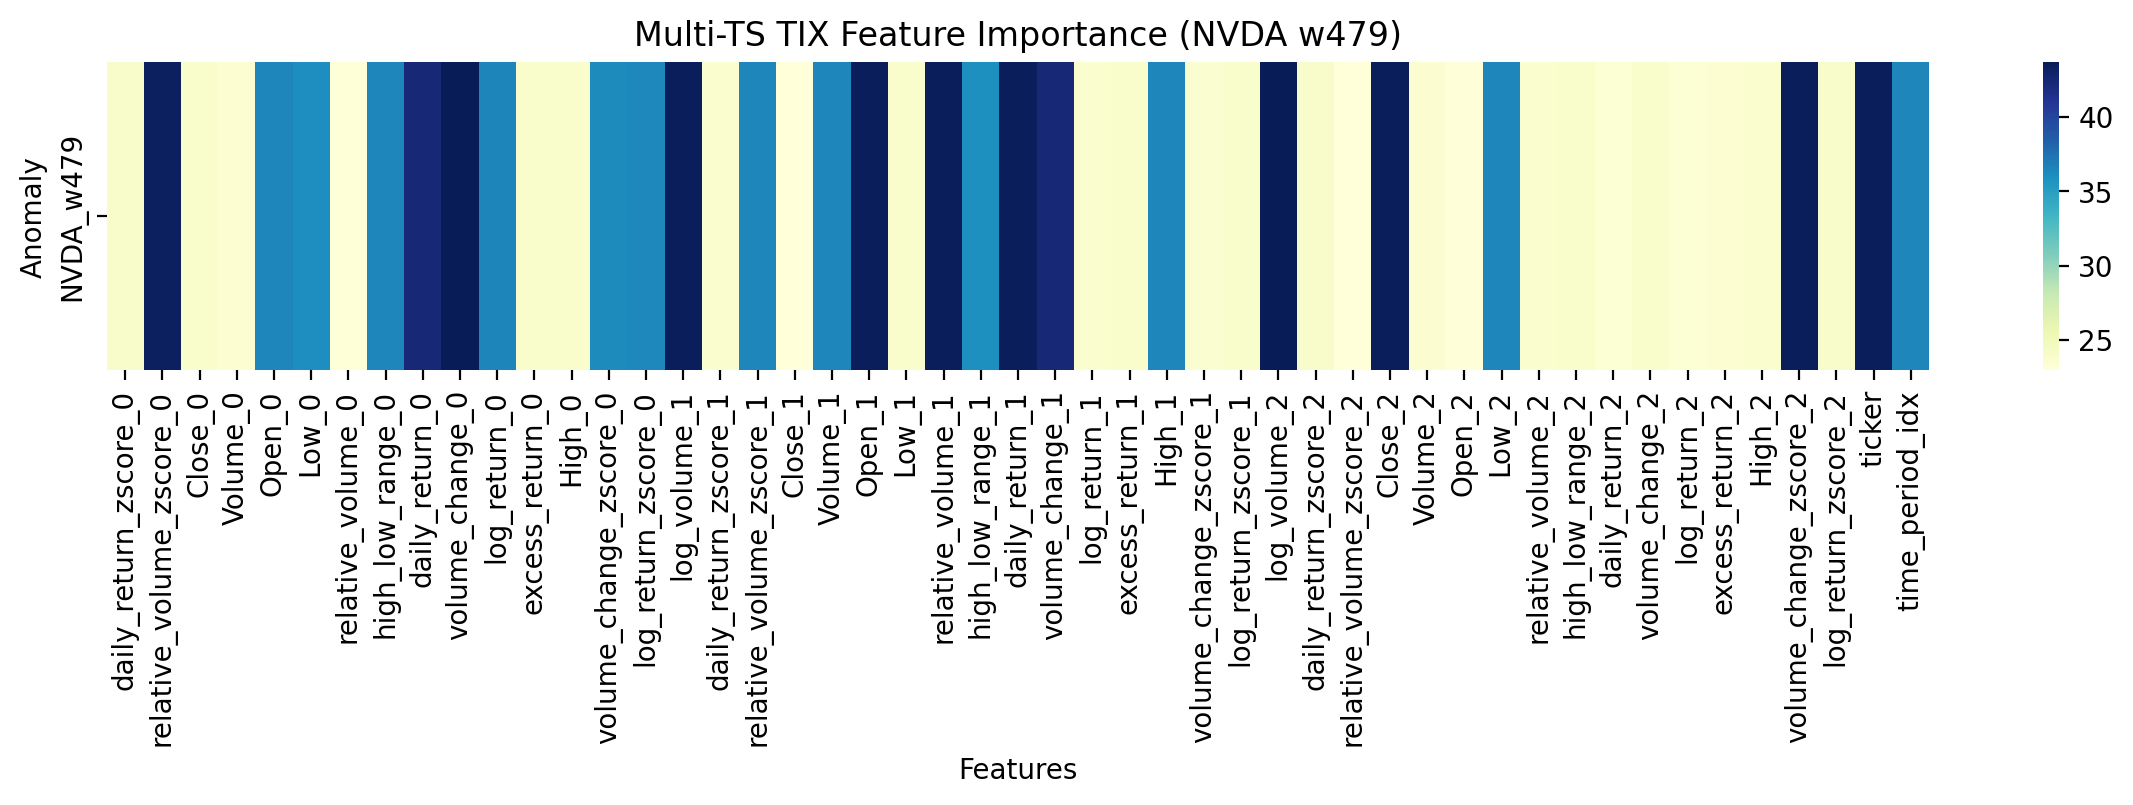 Multi-TS TIX Feature Importance (NVDA w479)
Anomaly
NVDA_w479
40
35
30
25
daily_return_zscore_0
relative_volume_zscore_0
Close_0
Volume_0
Open_0
Low_0
relative_volume_0
high_low_range_0
daily_return_0
volume_change_0
log_return_0
excess_return_0
High_0
volume_change_zscore_0
log_return_zscore_0
log_volume_1
daily_return_zscore_1
relative_volume_zscore_1
Close_1
Volume_1
Open_1
Low_1
relative_volume_1
high_low_range_1
daily_return_1
volume_change_1
log_return_1
excess_return_1
High_1
volume_change_zscore_1
log_return_zscore_1
log_volume_2
daily_return_zscore_2
relative_volume_zscore_2
Close_2
Volume_2
Open_2
Low_2
relative_volume_2
high_low_range_2
daily_return_2
volume_change_2
log_return_2
excess_return_2
High_2
volume_change_zscore_2
log_return_zscore_2
ticker
time_period_idx
Features